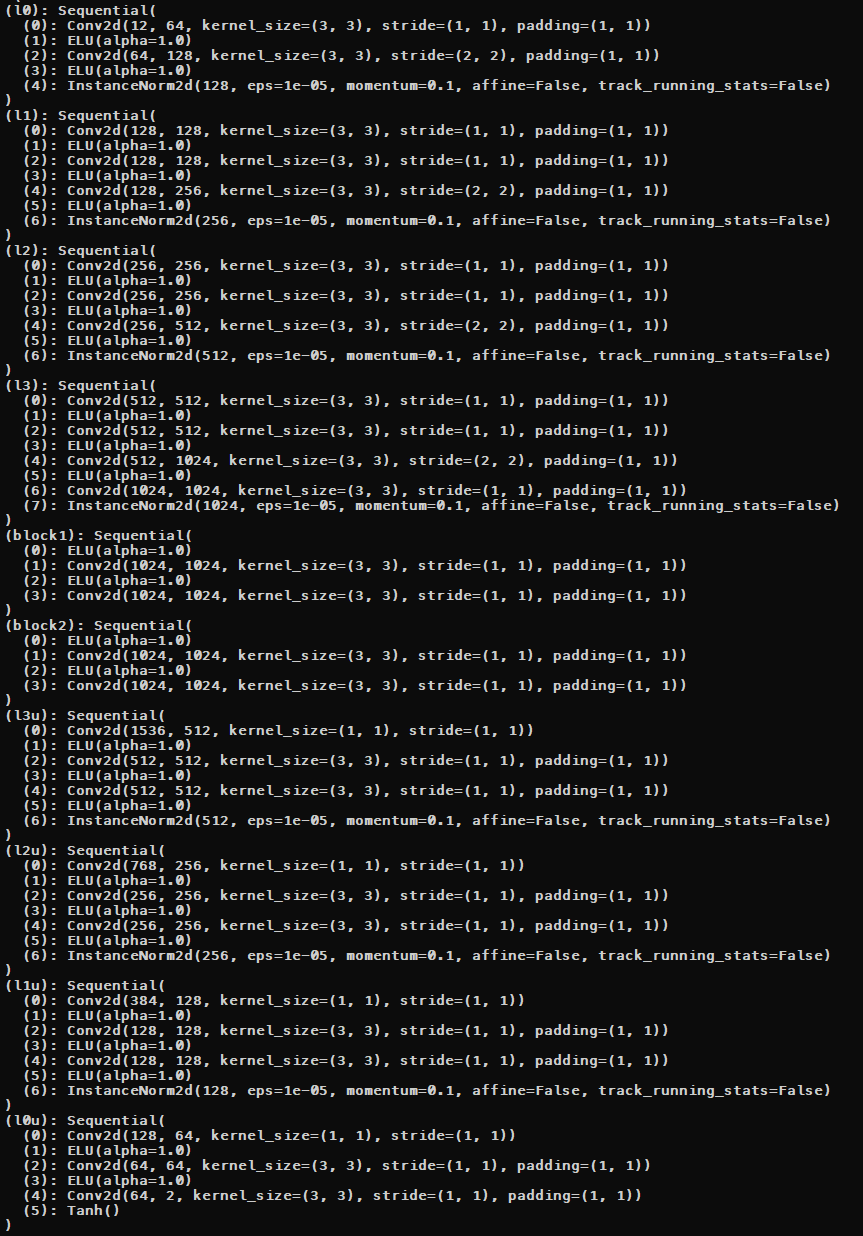 (l0): Sequential(
  (0): Conv2d(12, 64, kernel_size=(3, 3), stride=(1, 1), padding=(1, 1))
  (1): ELU(alpha=1.0)
  (2): Conv2d(64, 128, kernel_size=(3, 3), stride=(2, 2), padding=(1, 1))
  (3): ELU(alpha=1.0)
  (4): InstanceNorm2d(128, eps=1e-05, momentum=0.1, affine=False, track_running_stats=False)
)
(l1): Sequential(
  (0): Conv2d(128, 128, kernel_size=(3, 3), stride=(1, 1), padding=(1, 1))
  (1): ELU(alpha=1.0)
  (2): Conv2d(128, 128, kernel_size=(3, 3), stride=(1, 1), padding=(1, 1))
  (3): ELU(alpha=1.0)
  (4): Conv2d(128, 256, kernel_size=(3, 3), stride=(2, 2), padding=(1, 1))
  (5): ELU(alpha=1.0)
  (6): InstanceNorm2d(256, eps=1e-05, momentum=0.1, affine=False, track_running_stats=False)
)
(l2): Sequential(
  (0): Conv2d(256, 256, kernel_size=(3, 3), stride=(1, 1), padding=(1, 1))
  (1): ELU(alpha=1.0)
  (2): Conv2d(256, 256, kernel_size=(3, 3), stride=(1, 1), padding=(1, 1))
  (3): ELU(alpha=1.0)
  (4): Conv2d(256, 512, kernel_size=(3, 3), stride=(2, 2), padding=(1, 1))
  (5): ELU(alpha=1.0)
  (6): InstanceNorm2d(512, eps=1e-05, momentum=0.1, affine=False, track_running_stats=False)
)
(l3): Sequential(
  (0): Conv2d(512, 512, kernel_size=(3, 3), stride=(1, 1), padding=(1, 1))
  (1): ELU(alpha=1.0)
  (2): Conv2d(512, 512, kernel_size=(3, 3), stride=(1, 1), padding=(1, 1))
  (3): ELU(alpha=1.0)
  (4): Conv2d(512, 1024, kernel_size=(3, 3), stride=(2, 2), padding=(1, 1))
  (5): ELU(alpha=1.0)
  (6): Conv2d(1024, 1024, kernel_size=(3, 3), stride=(1, 1), padding=(1, 1))
  (7): InstanceNorm2d(1024, eps=1e-05, momentum=0.1, affine=False, track_running_stats=False)
)
(block1): Sequential(
  (0): ELU(alpha=1.0)
  (1): Conv2d(1024, 1024, kernel_size=(3, 3), stride=(1, 1), padding=(1, 1))
  (2): ELU(alpha=1.0)
  (3): Conv2d(1024, 1024, kernel_size=(3, 3), stride=(1, 1), padding=(1, 1))
)
(block2): Sequential(
  (0): ELU(alpha=1.0)
  (1): Conv2d(1024, 1024, kernel_size=(3, 3), stride=(1, 1), padding=(1, 1))
  (2): ELU(alpha=1.0)
  (3): Conv2d(1024, 1024, kernel_size=(3, 3), stride=(1, 1), padding=(1, 1))
)
(l3u): Sequential(
  (0): Conv2d(1536, 512, kernel_size=(1, 1), stride=(1, 1))
  (1): ELU(alpha=1.0)
  (2): Conv2d(512, 512, kernel_size=(3, 3), stride=(1, 1), padding=(1, 1))
  (3): ELU(alpha=1.0)
  (4): Conv2d(512, 512, kernel_size=(3, 3), stride=(1, 1), padding=(1, 1))
  (5): ELU(alpha=1.0)
  (6): InstanceNorm2d(512, eps=1e-05, momentum=0.1, affine=False, track_running_stats=False)
)
(l2u): Sequential(
  (0): Conv2d(768, 256, kernel_size=(1, 1), stride=(1, 1))
  (1): ELU(alpha=1.0)
  (2): Conv2d(256, 256, kernel_size=(3, 3), stride=(1, 1), padding=(1, 1))
  (3): ELU(alpha=1.0)
  (4): Conv2d(256, 256, kernel_size=(3, 3), stride=(1, 1), padding=(1, 1))
  (5): ELU(alpha=1.0)
  (6): InstanceNorm2d(256, eps=1e-05, momentum=0.1, affine=False, track_running_stats=False)
)
(l1u): Sequential(
  (0): Conv2d(384, 128, kernel_size=(1, 1), stride=(1, 1))
  (1): ELU(alpha=1.0)
  (2): Conv2d(128, 128, kernel_size=(3, 3), stride=(1, 1), padding=(1, 1))
  (3): ELU(alpha=1.0)
  (4): Conv2d(128, 128, kernel_size=(3, 3), stride=(1, 1), padding=(1, 1))
  (5): ELU(alpha=1.0)
  (6): InstanceNorm2d(128, eps=1e-05, momentum=0.1, affine=False, track_running_stats=False)
)
(l0u): Sequential(
  (0): Conv2d(128, 64, kernel_size=(1, 1), stride=(1, 1))
  (1): ELU(alpha=1.0)
  (2): Conv2d(64, 64, kernel_size=(3, 3), stride=(1, 1), padding=(1, 1))
  (3): ELU(alpha=1.0)
  (4): Conv2d(64, 2, kernel_size=(3, 3), stride=(1, 1), padding=(1, 1))
  (5): Tanh()
)